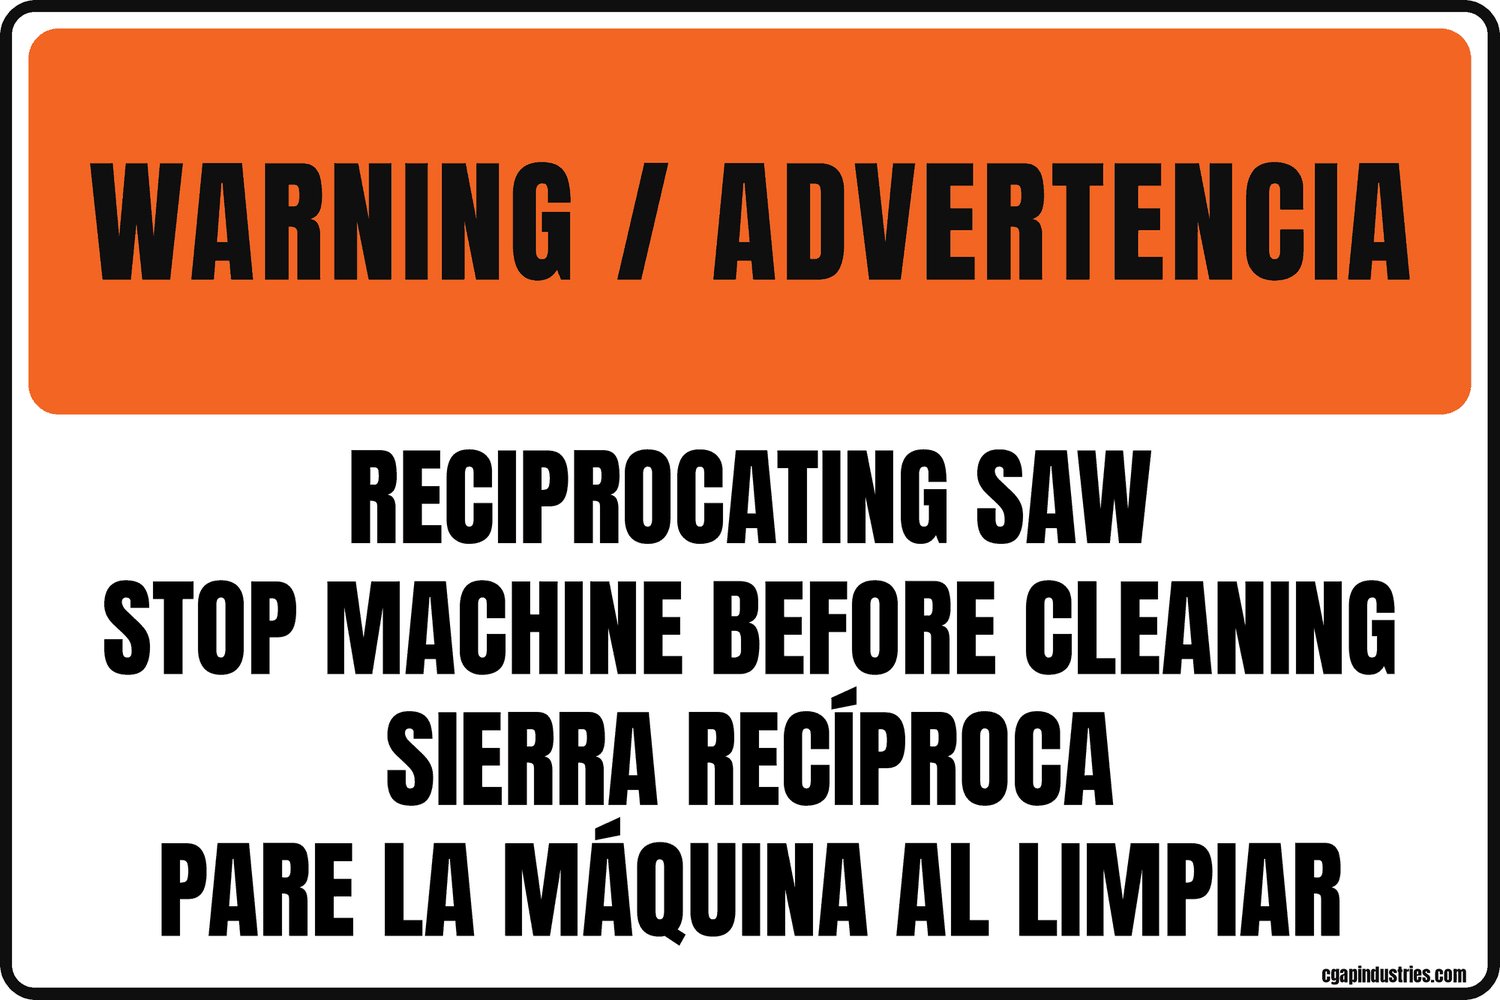 WARNING / ADVERTENCIA
RECIPROCATING SAW
STOP MACHINE BEFORE CLEANING
SIERRA RECÍPROCA
PARE LA MÁQUINA AL LIMPIAR
cgapindustries.com